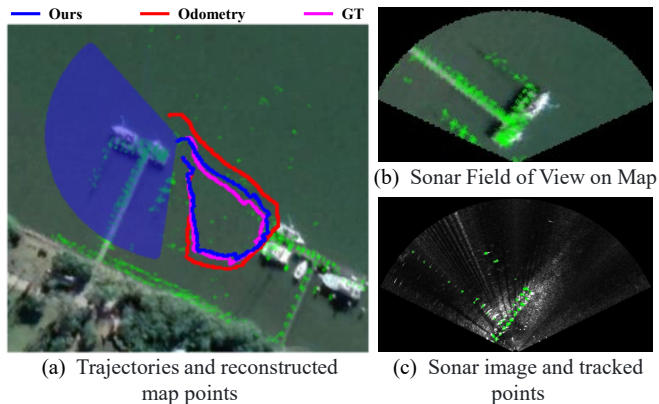 Ours Odometry GT
(a) Trajectories and reconstructed
map points
(b) Sonar Field of View on Map
(c) Sonar image and tracked
points